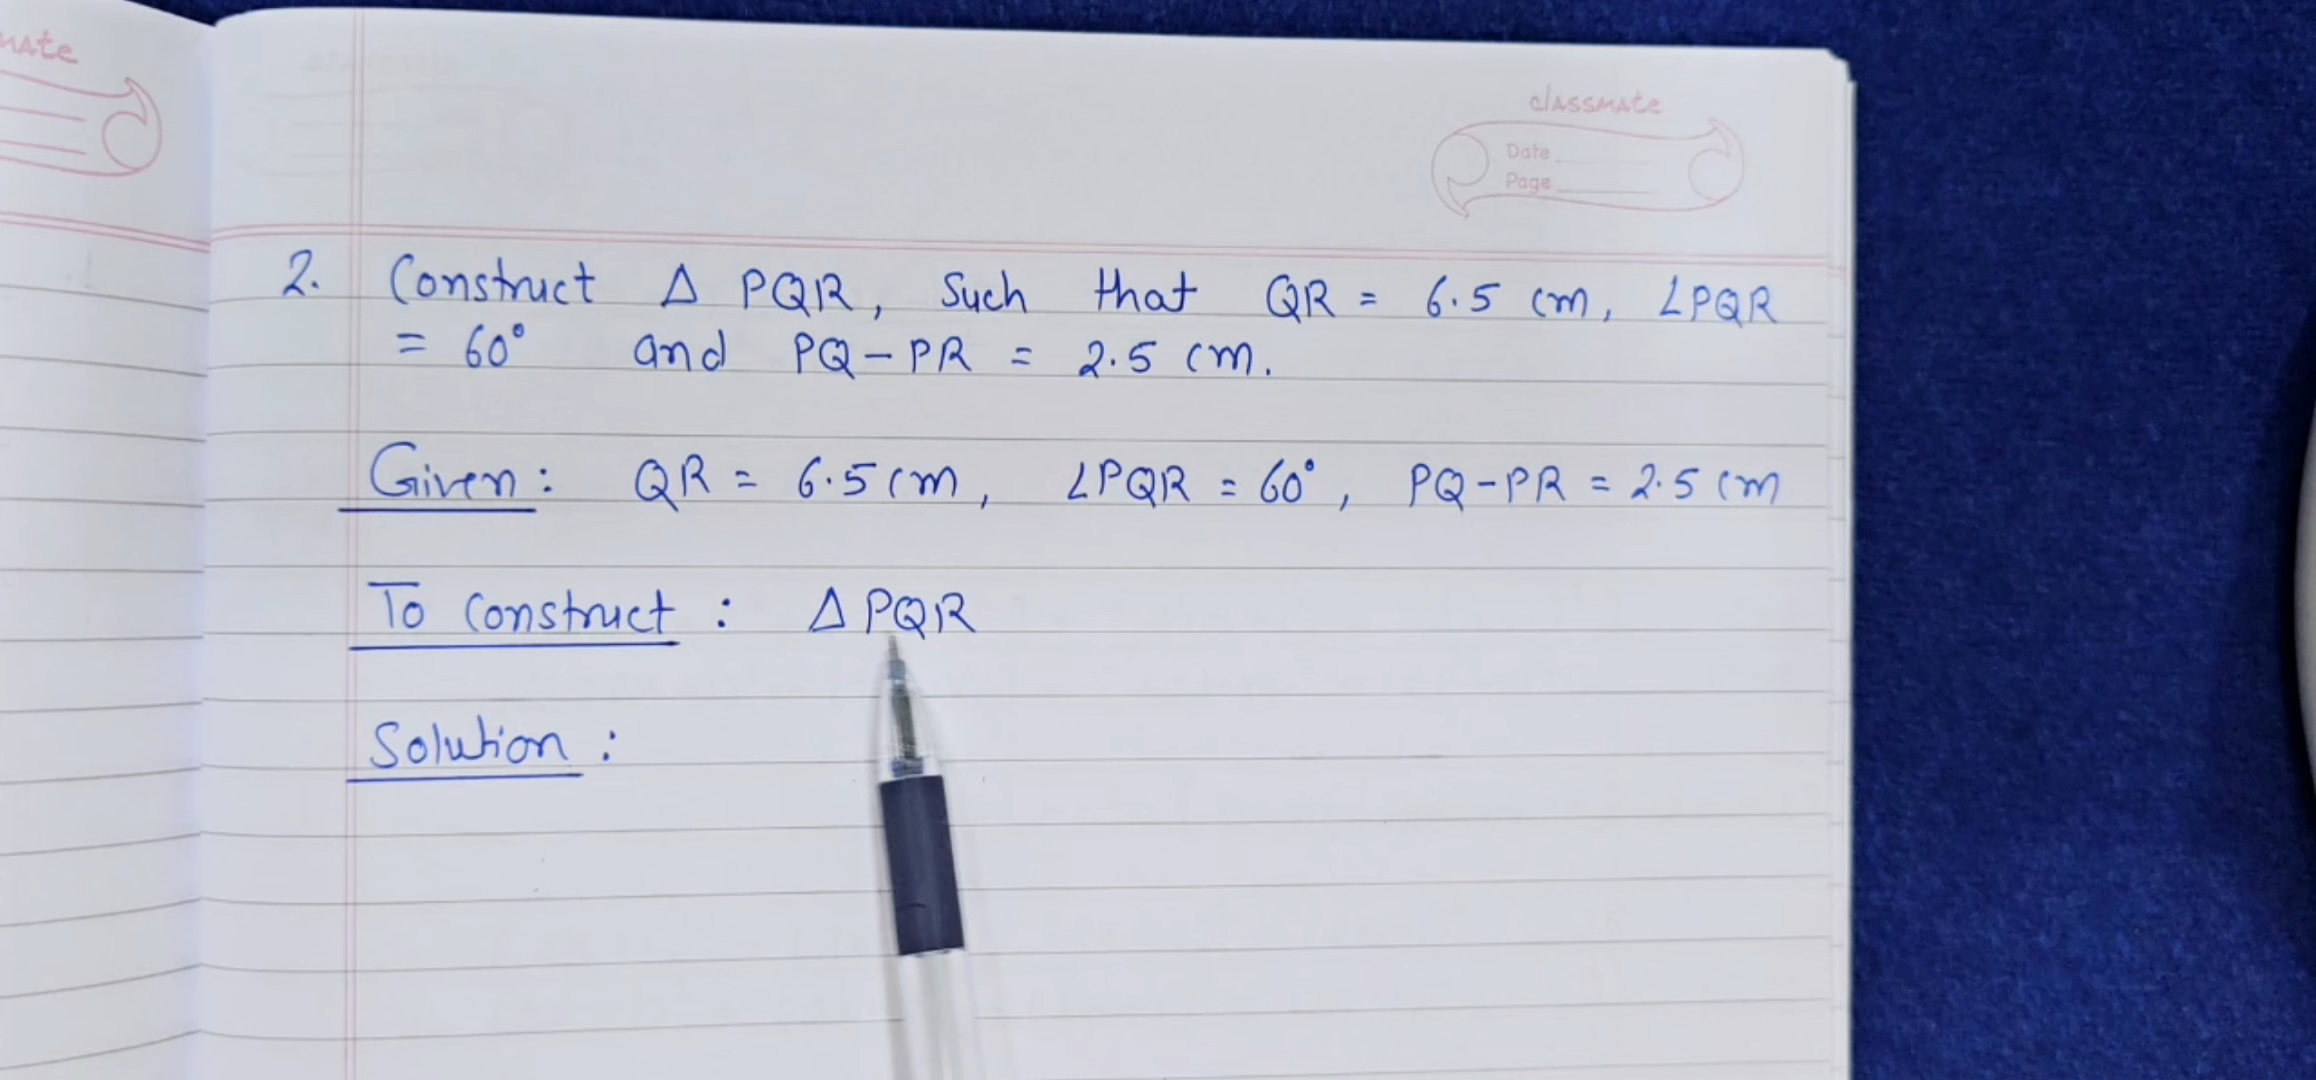 mate
classmate
Date
Page
2. Construct Δ PQR, Such that QR = 6.5 cm, ∠PQR
= 60° and PQ - PR = 2.5 cm.
Given: QR = 6.5 cm, ∠PQR = 60°, PQ - PR = 2.5 cm
To construct : Δ PQR
Solution :